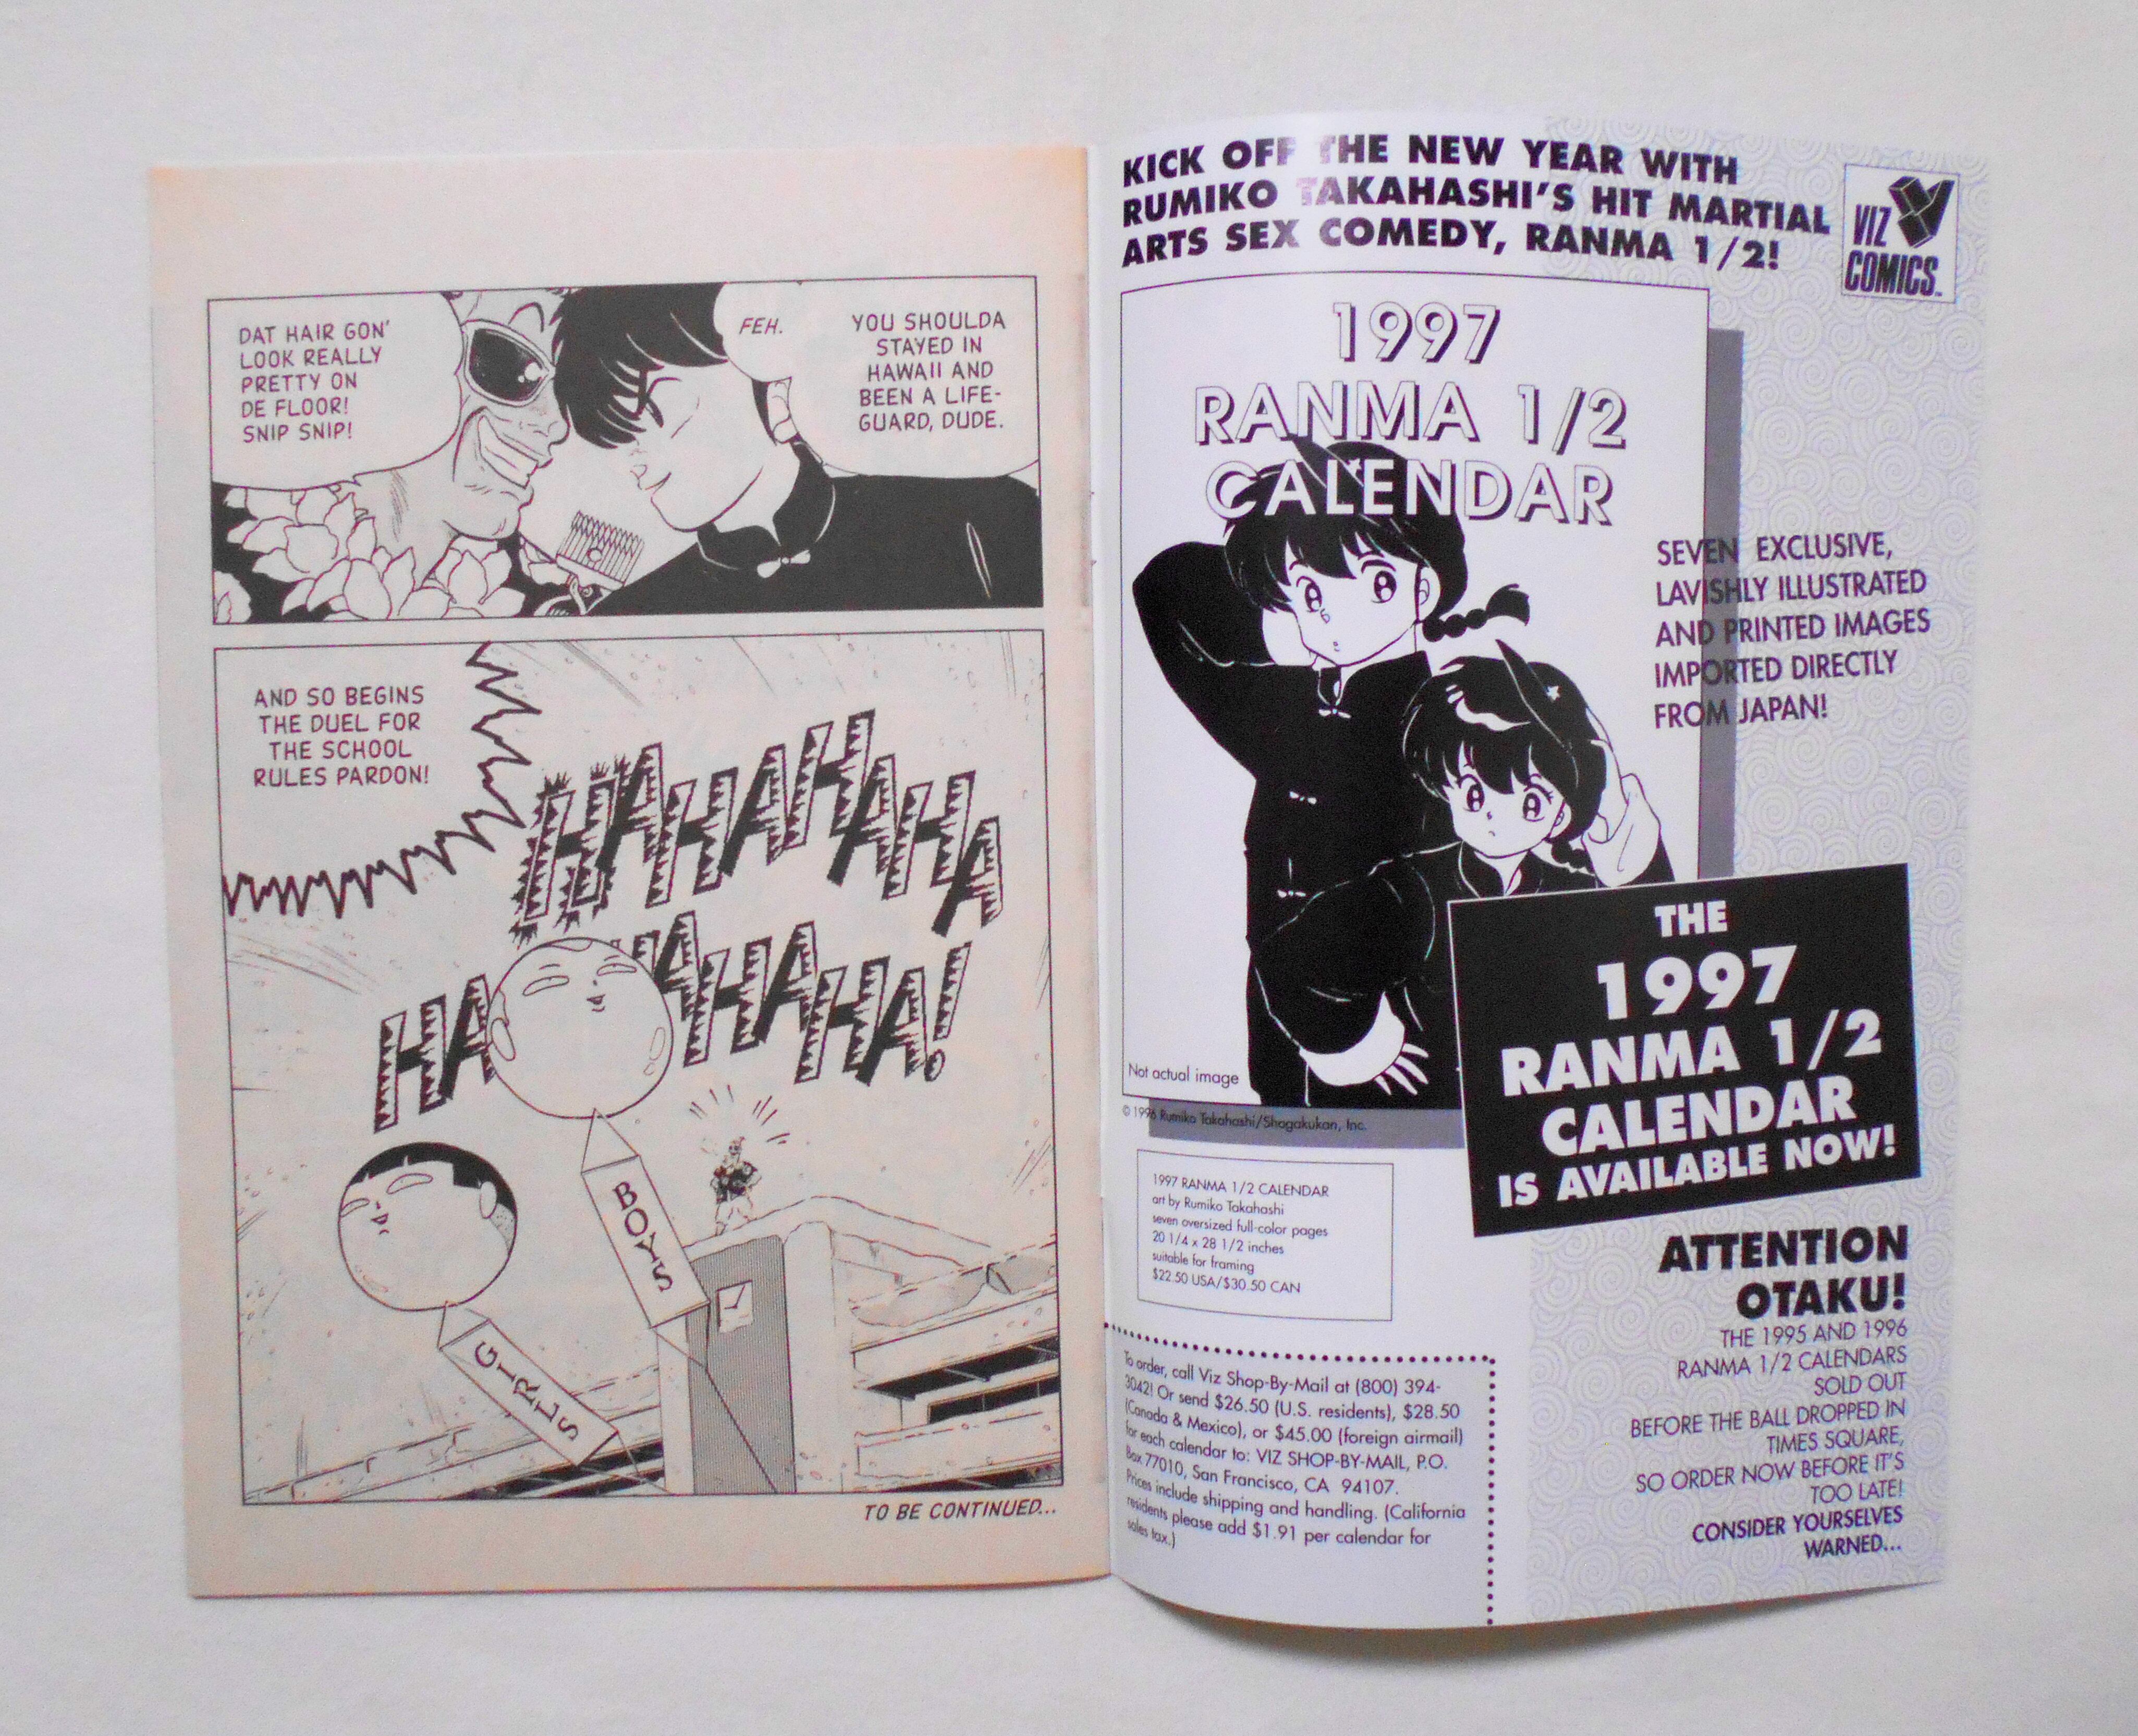 DAT HAIR GON'
LOOK REALLY
PRETTY ON
DE FLOOR!
SNIP SNIP!
FEH.
YOU SHOULDA
STAYED IN
HAWAII AND
BEEN A LIFE-
GUARD, DUDE.
AND SO BEGINS
THE DUEL FOR
THE SCHOOL
RULES PARDON!
HAHAHAHAHA
HA HAHAHAHA!
BOYS
GIRLS
TO BE CONTINUED...
KICK OFF THE NEW YEAR WITH
RUMIKO TAKAHASHI'S HIT MARTIAL
ARTS SEX COMEDY, RANMA 1/2!
VIZ
COMICS™
1997
RANMA 1/2
CALENDAR
SEVEN EXCLUSIVE,
LAVISHLY ILLUSTRATED
AND PRINTED IMAGES
IMPORTED DIRECTLY
FROM JAPAN!
Not actual image
© 1996 Rumiko Takahashi/Shogakukan, Inc.
THE
1997
RANMA 1/2
CALENDAR
IS AVAILABLE NOW!
1997 RANMA 1/2 CALENDAR
art by Rumiko Takahashi
seven oversized full-color pages
20 1/4 x 28 1/2 inches
suitable for framing
$22.50 USA/$30.50 CAN
ATTENTION
OTAKU!
THE 1995 AND 1996
RANMA 1/2 CALENDARS
SOLD OUT
BEFORE THE BALL DROPPED IN
TIMES SQUARE,
SO ORDER NOW BEFORE IT'S
TOO LATE!
CONSIDER YOURSELVES
WARNED...
To order, call Viz Shop-By-Mail at (800) 394-
3042! Or send $26.50 (U.S. residents), $28.50
(Canada & Mexico), or $45.00 (foreign airmail)
for each calendar to: VIZ SHOP-BY-MAIL, P.O.
Box 77010, San Francisco, CA 94107.
Prices include shipping and handling. (California
residents please add $1.91 per calendar for
sales tax.)